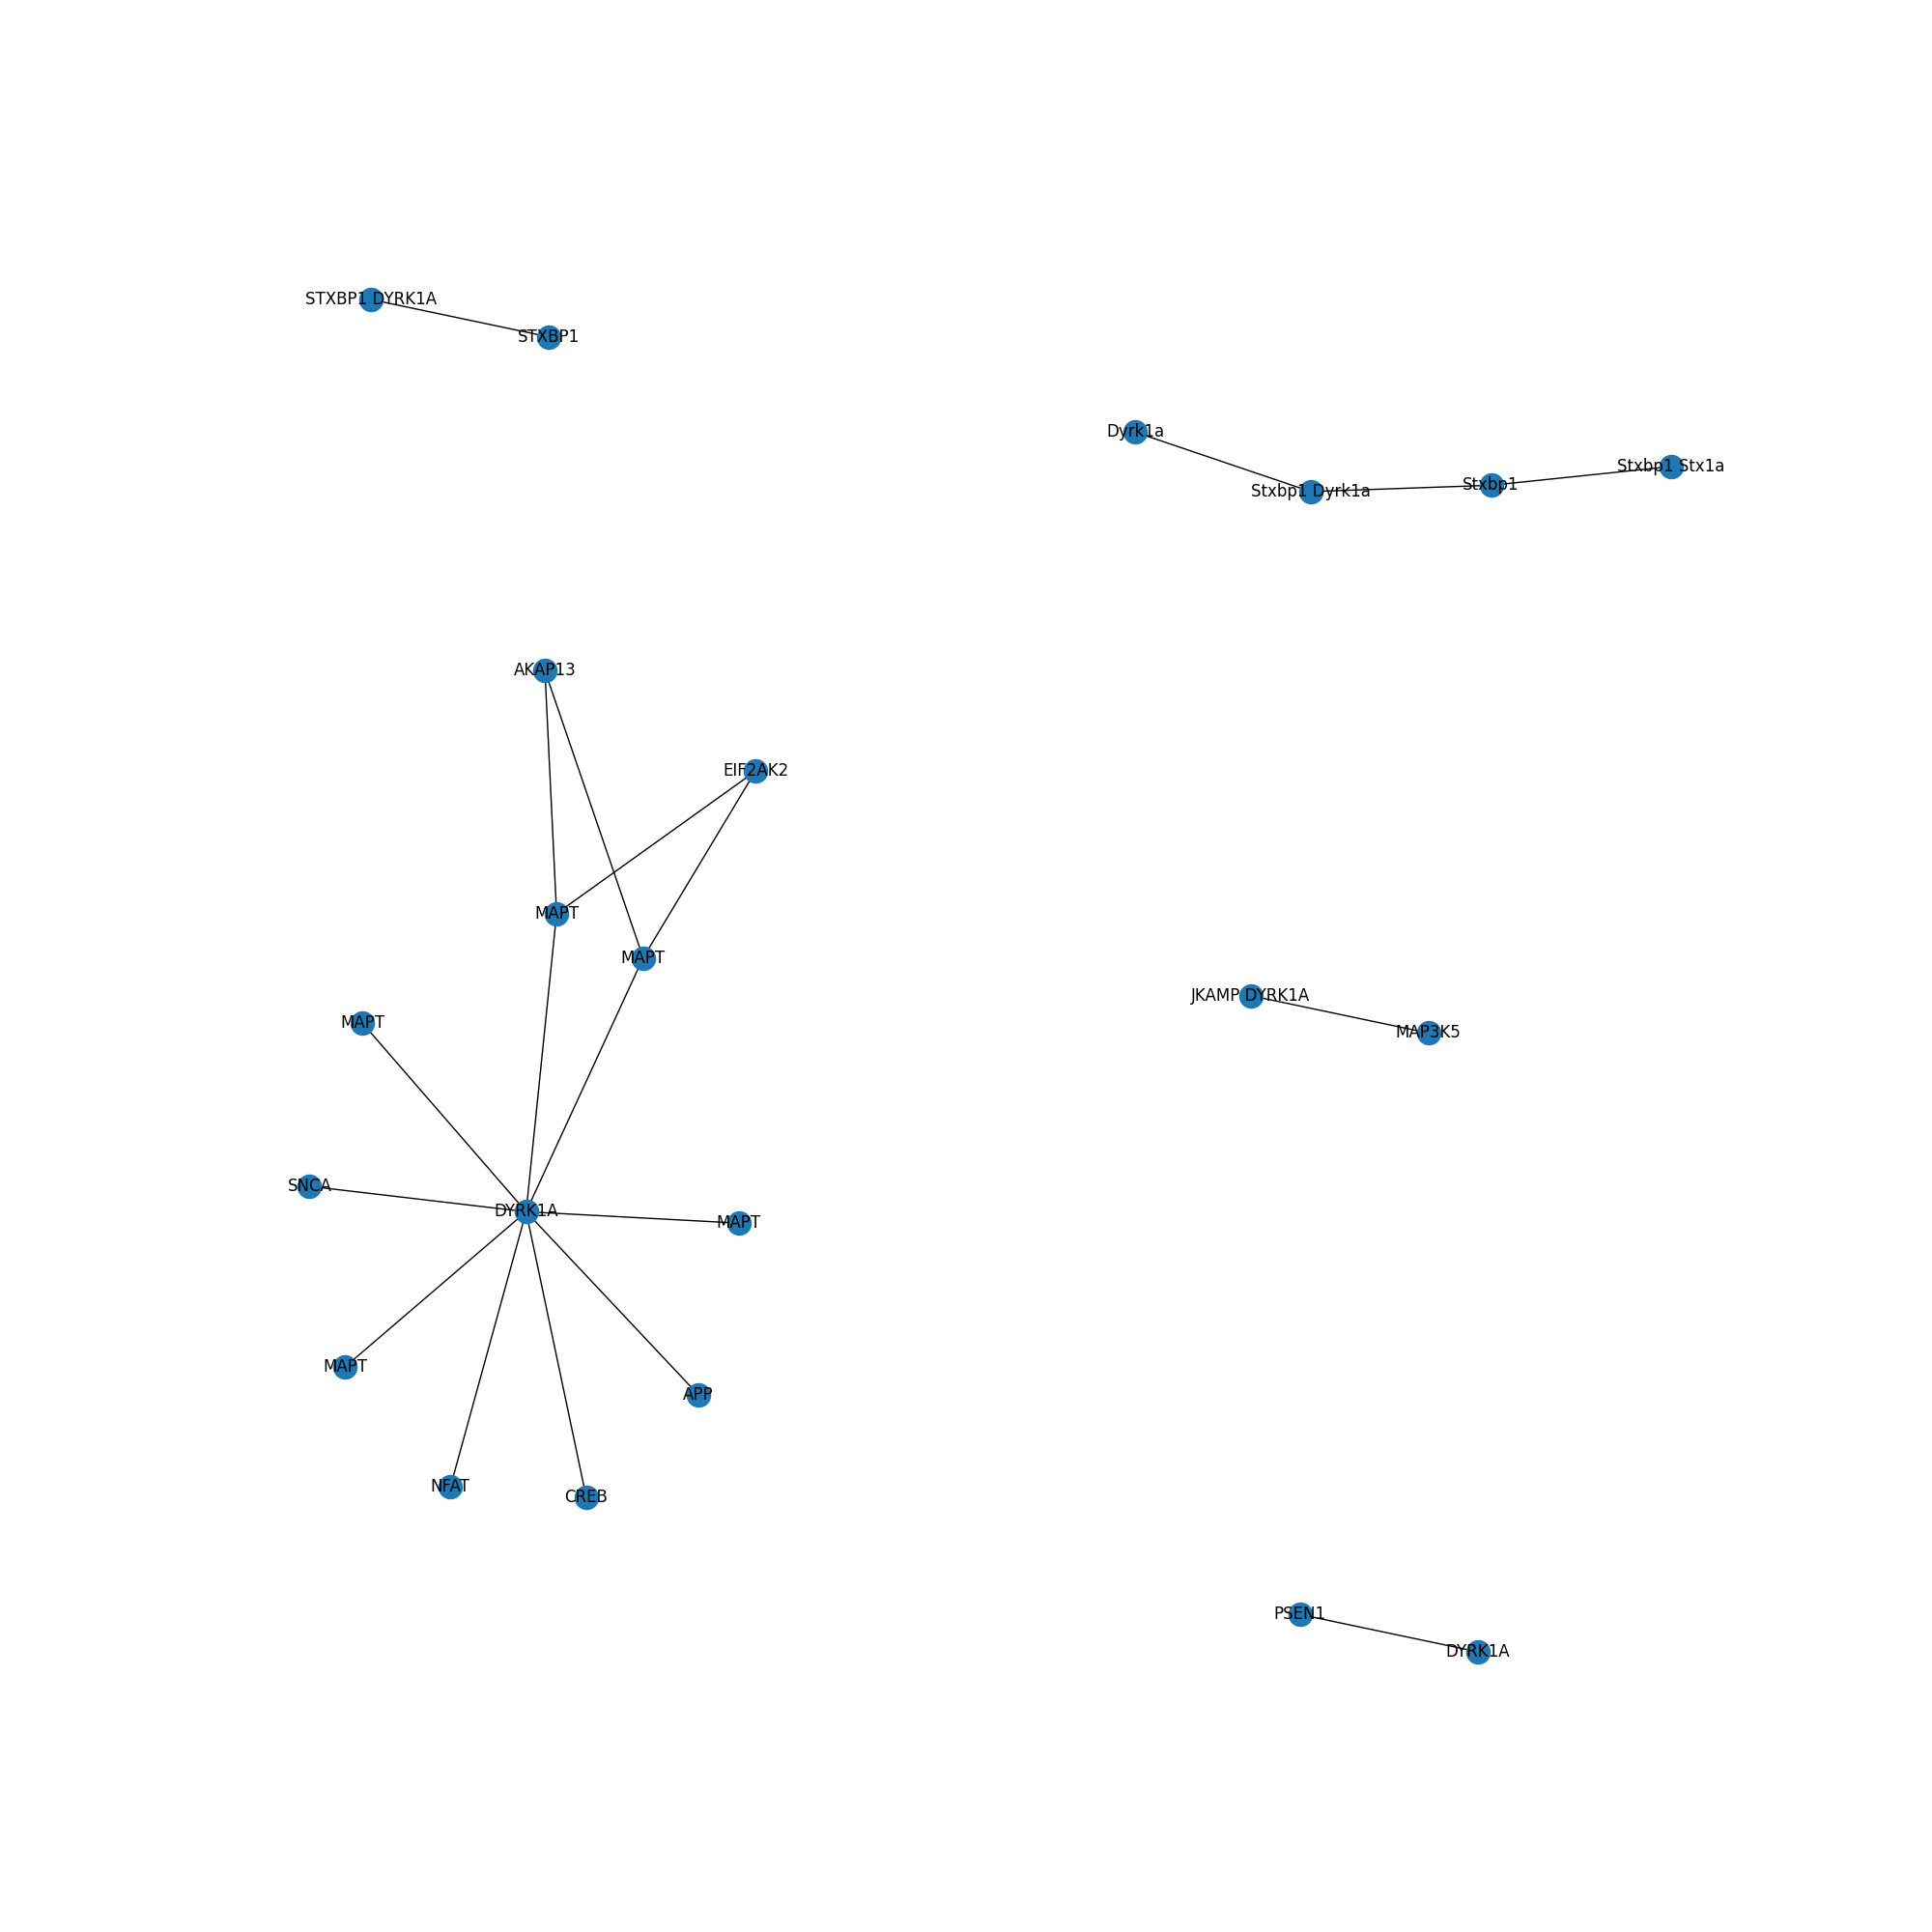 STXBP1 DYRK1A
STXBP1
Dyrk1a
Stxbp1 Stx1a
Stxbp1
Stxbp1 Dyrk1a
AKAP13
EIF2AK2
MAPT
MAPT
JKAMP DYRK1A
MAPT
MAP3K5
SNCA
DYRK1A
MAPT
MAPT
APP
NFAT
CREB
PSEN1
DYRK1A